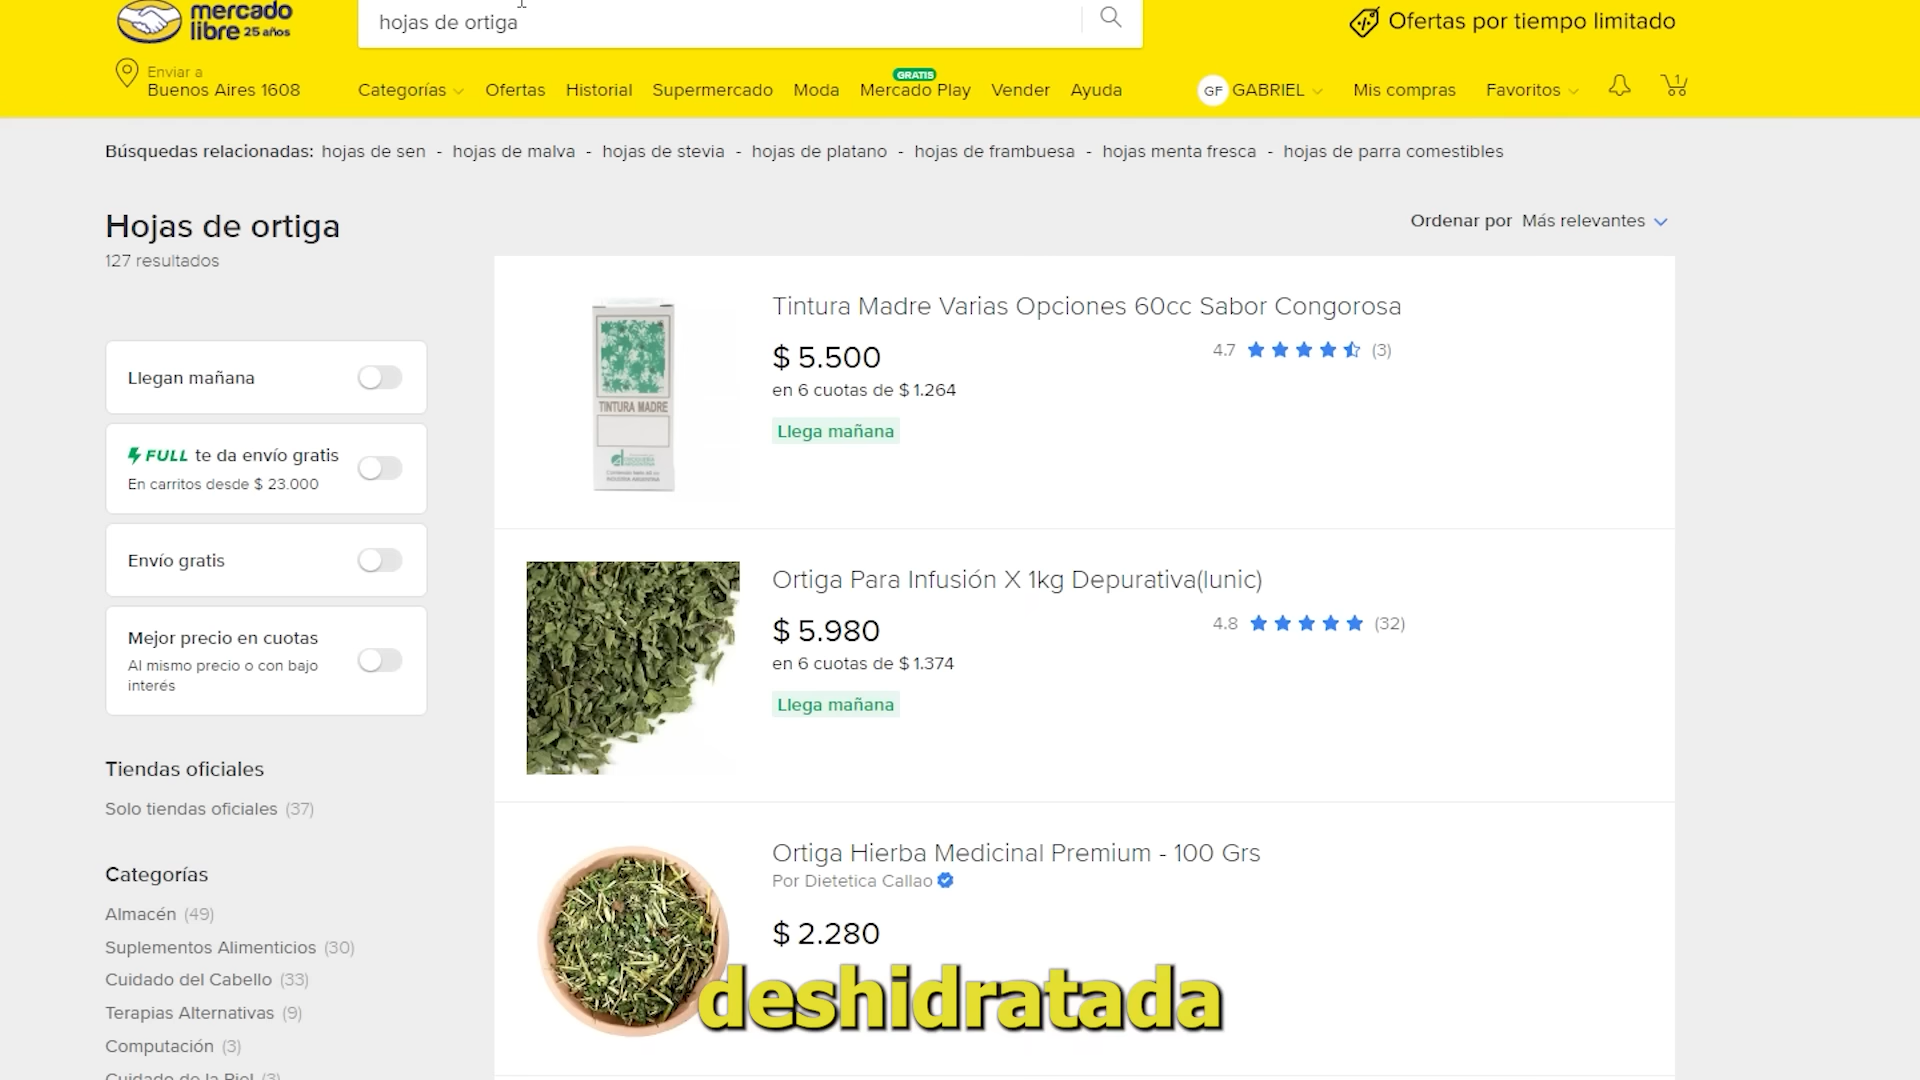 mercado
libre 25 años
hojas de ortiga
Ofertas por tiempo limitado
Enviar a
Buenos Aires 1608
Categorías
Ofertas
Historial
Supermercado
Moda
GRATIS
Mercado Play
Vender
Ayuda
GF GABRIEL
Mis compras
Favoritos
1
Búsquedas relacionadas: hojas de sen - hojas de malva - hojas de stevia - hojas de platano - hojas de frambuesa - hojas menta fresca - hojas de parra comestibles
Hojas de ortiga
127 resultados
Ordenar por Más relevantes
Llegan mañana
FULL te da envío gratis
En carritos desde $ 23.000
Envío gratis
Mejor precio en cuotas
Al mismo precio o con bajo
interés
Tiendas oficiales
Solo tiendas oficiales (37)
Categorías
Almacén (49)
Suplementos Alimenticios (30)
Cuidado del Cabello (33)
Terapias Alternativas (9)
Computación (3)
Cuidado de la Piel (3)
TINTURA MADRE
Tintura Madre Varias Opciones 60cc Sabor Congorosa
$ 5.500
4.7 (3)
en 6 cuotas de $ 1.264
Llega mañana
Ortiga Para Infusión X 1kg Depurativa(lunic)
$ 5.980
4.8 (32)
en 6 cuotas de $ 1.374
Llega mañana
Ortiga Hierba Medicinal Premium - 100 Grs
Por Dietetica Callao
$ 2.280
deshidratada